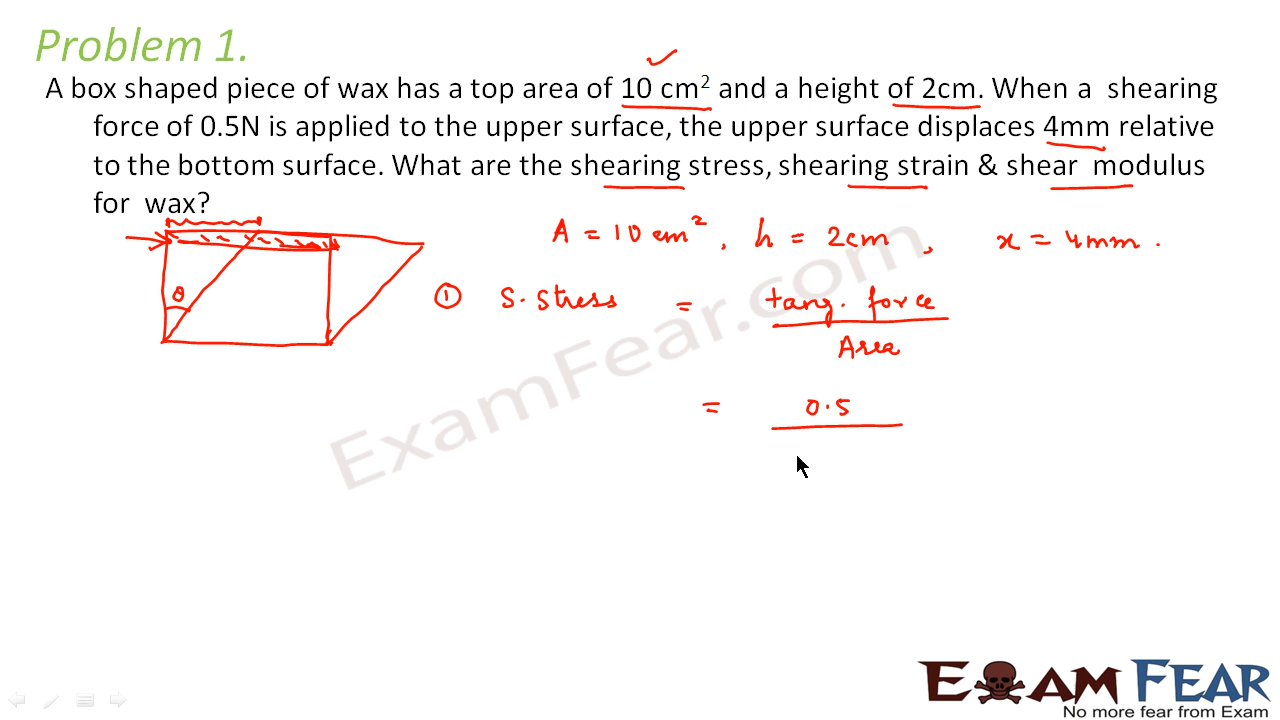 Problem 1.
A box shaped piece of wax has a top area of 10 cm² and a height of 2cm. When a shearing
force of 0.5N is applied to the upper surface, the upper surface displaces 4mm relative
to the bottom surface. What are the shearing stress, shearing strain & shear modulus
for wax?
A = 10 cm², h = 2cm, x = 4mm.
θ
① S. Stress = tang. force
Area
= 0.5
ExamFear.com
EXAM FEAR
No more fear from Exam